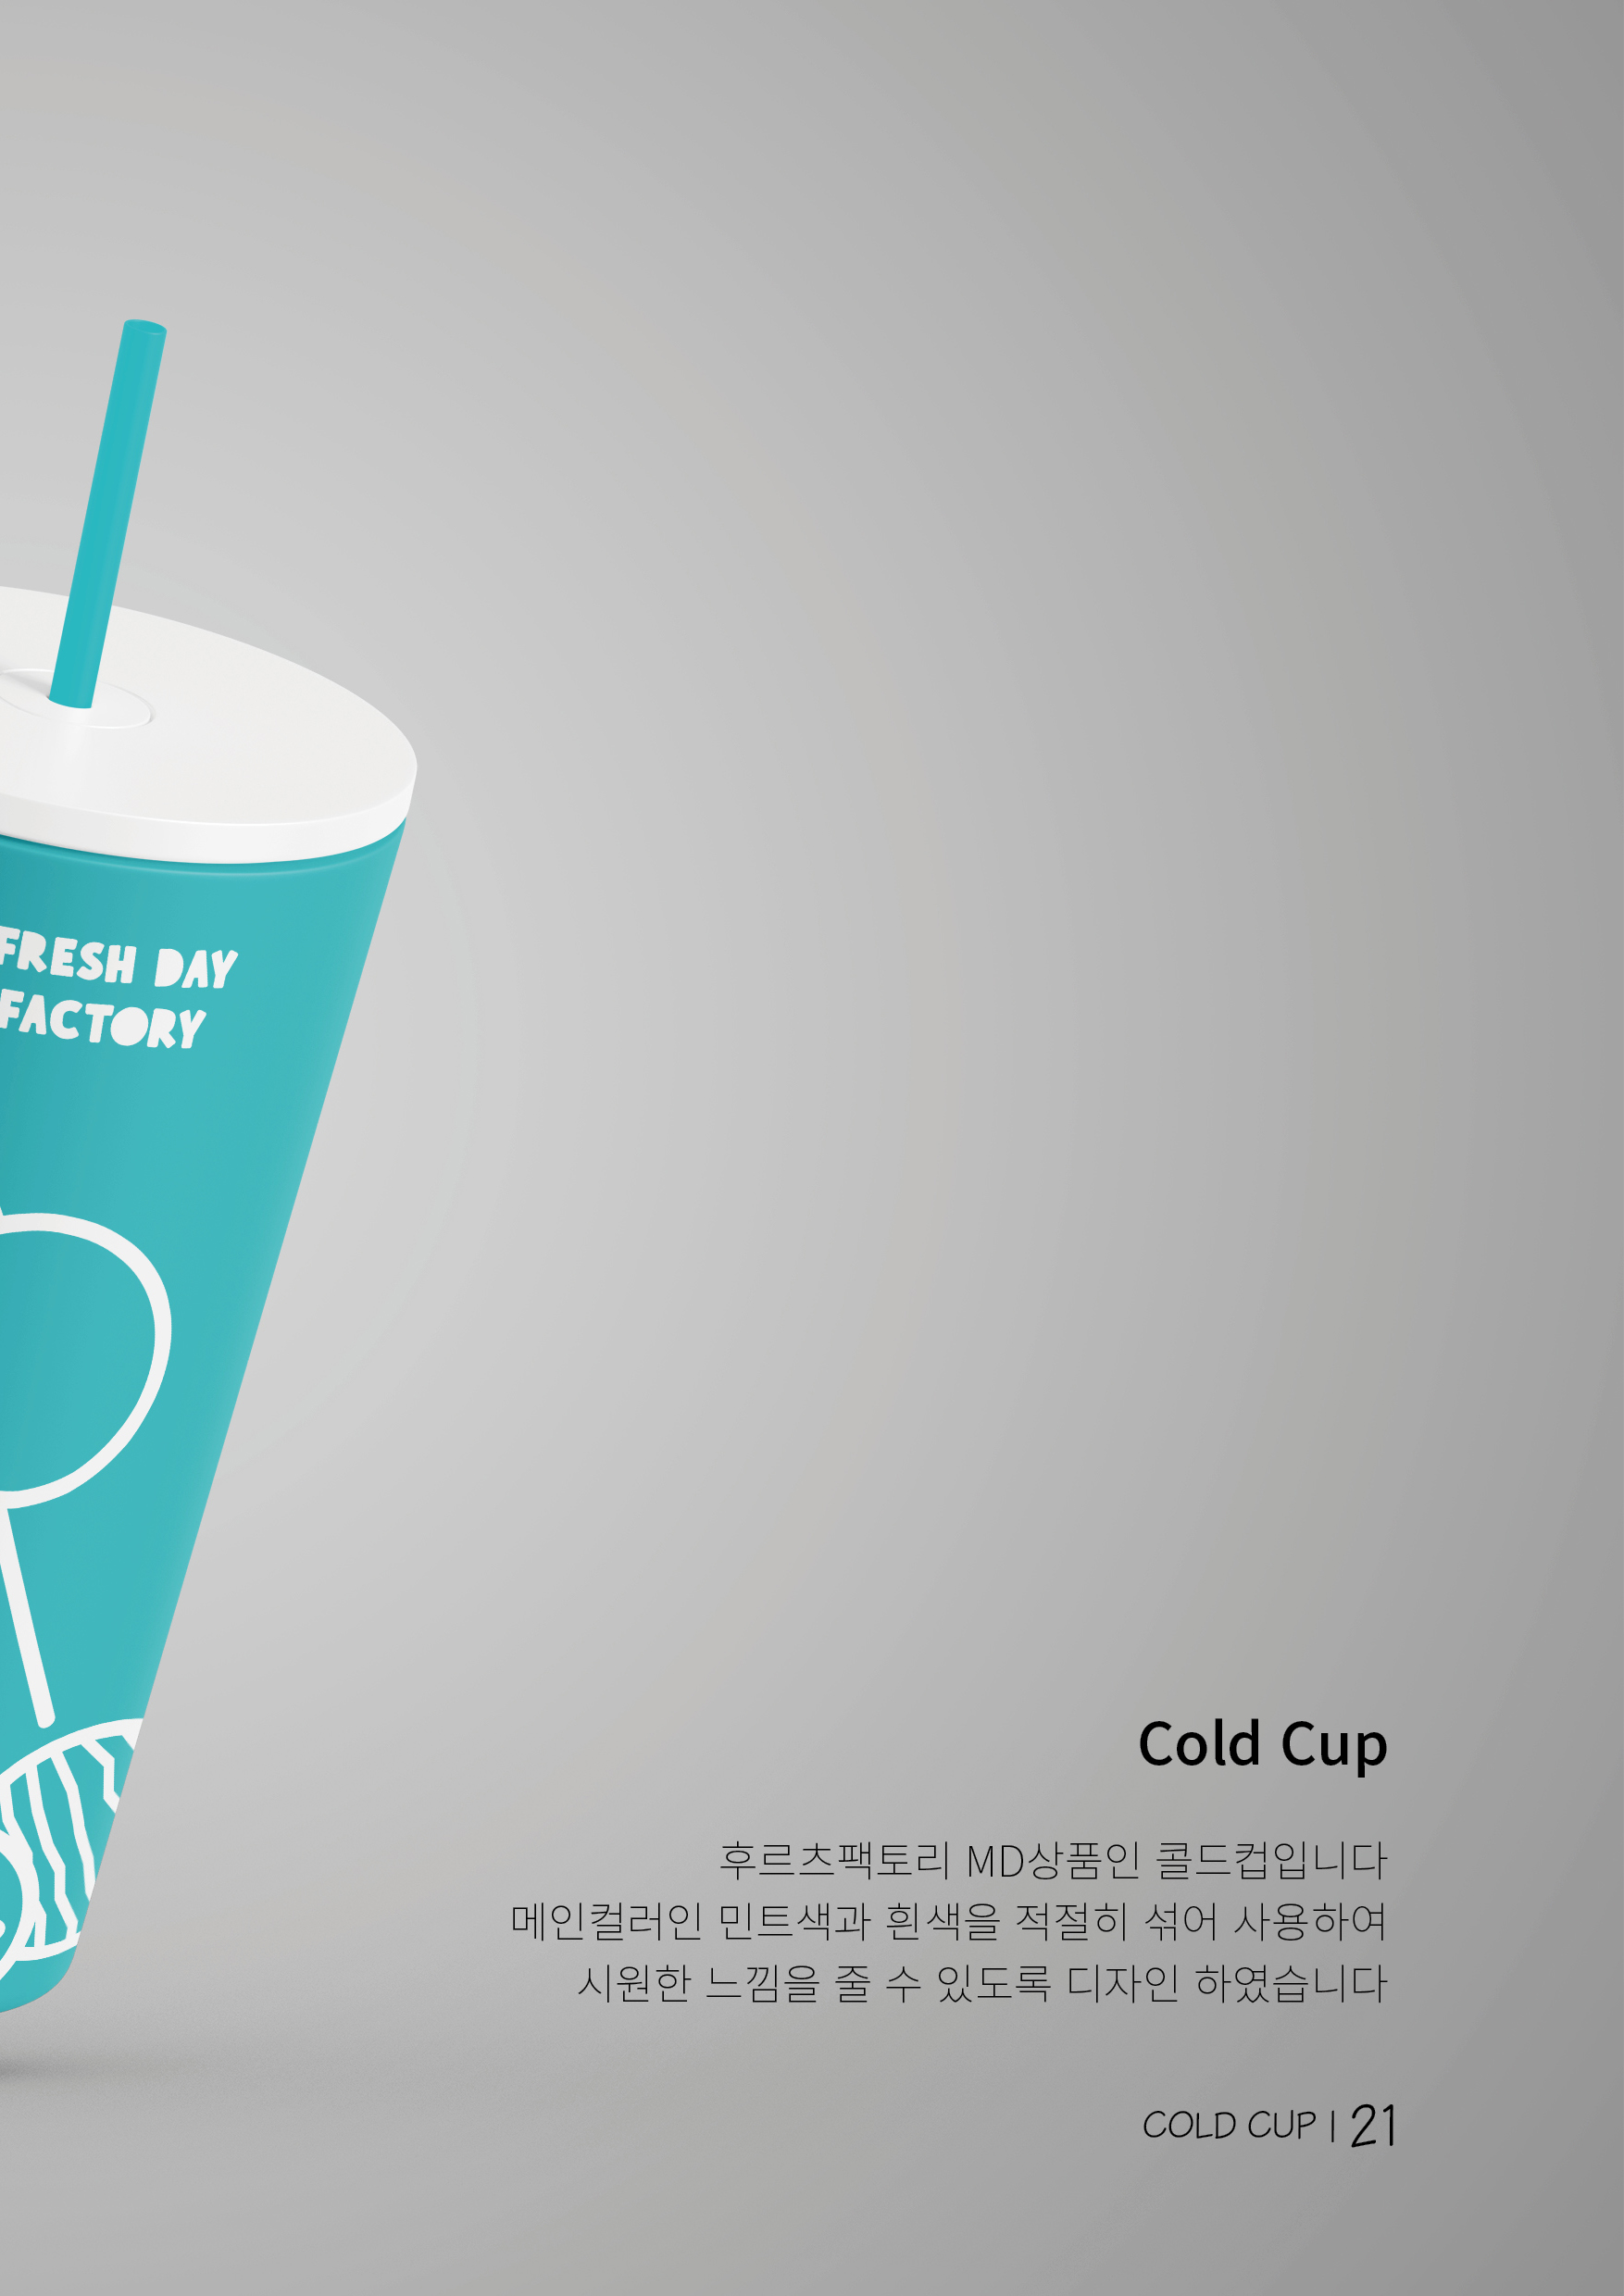 FRESH DAY
FACTORY
Cold Cup
후르츠팩토리 MD상품인 콜드컵입니다
메인컬러인 민트색과 흰색을 적절히 섞어 사용하여
시원한 느낌을 줄 수 있도록 디자인 하였습니다
COLD CUP | 21